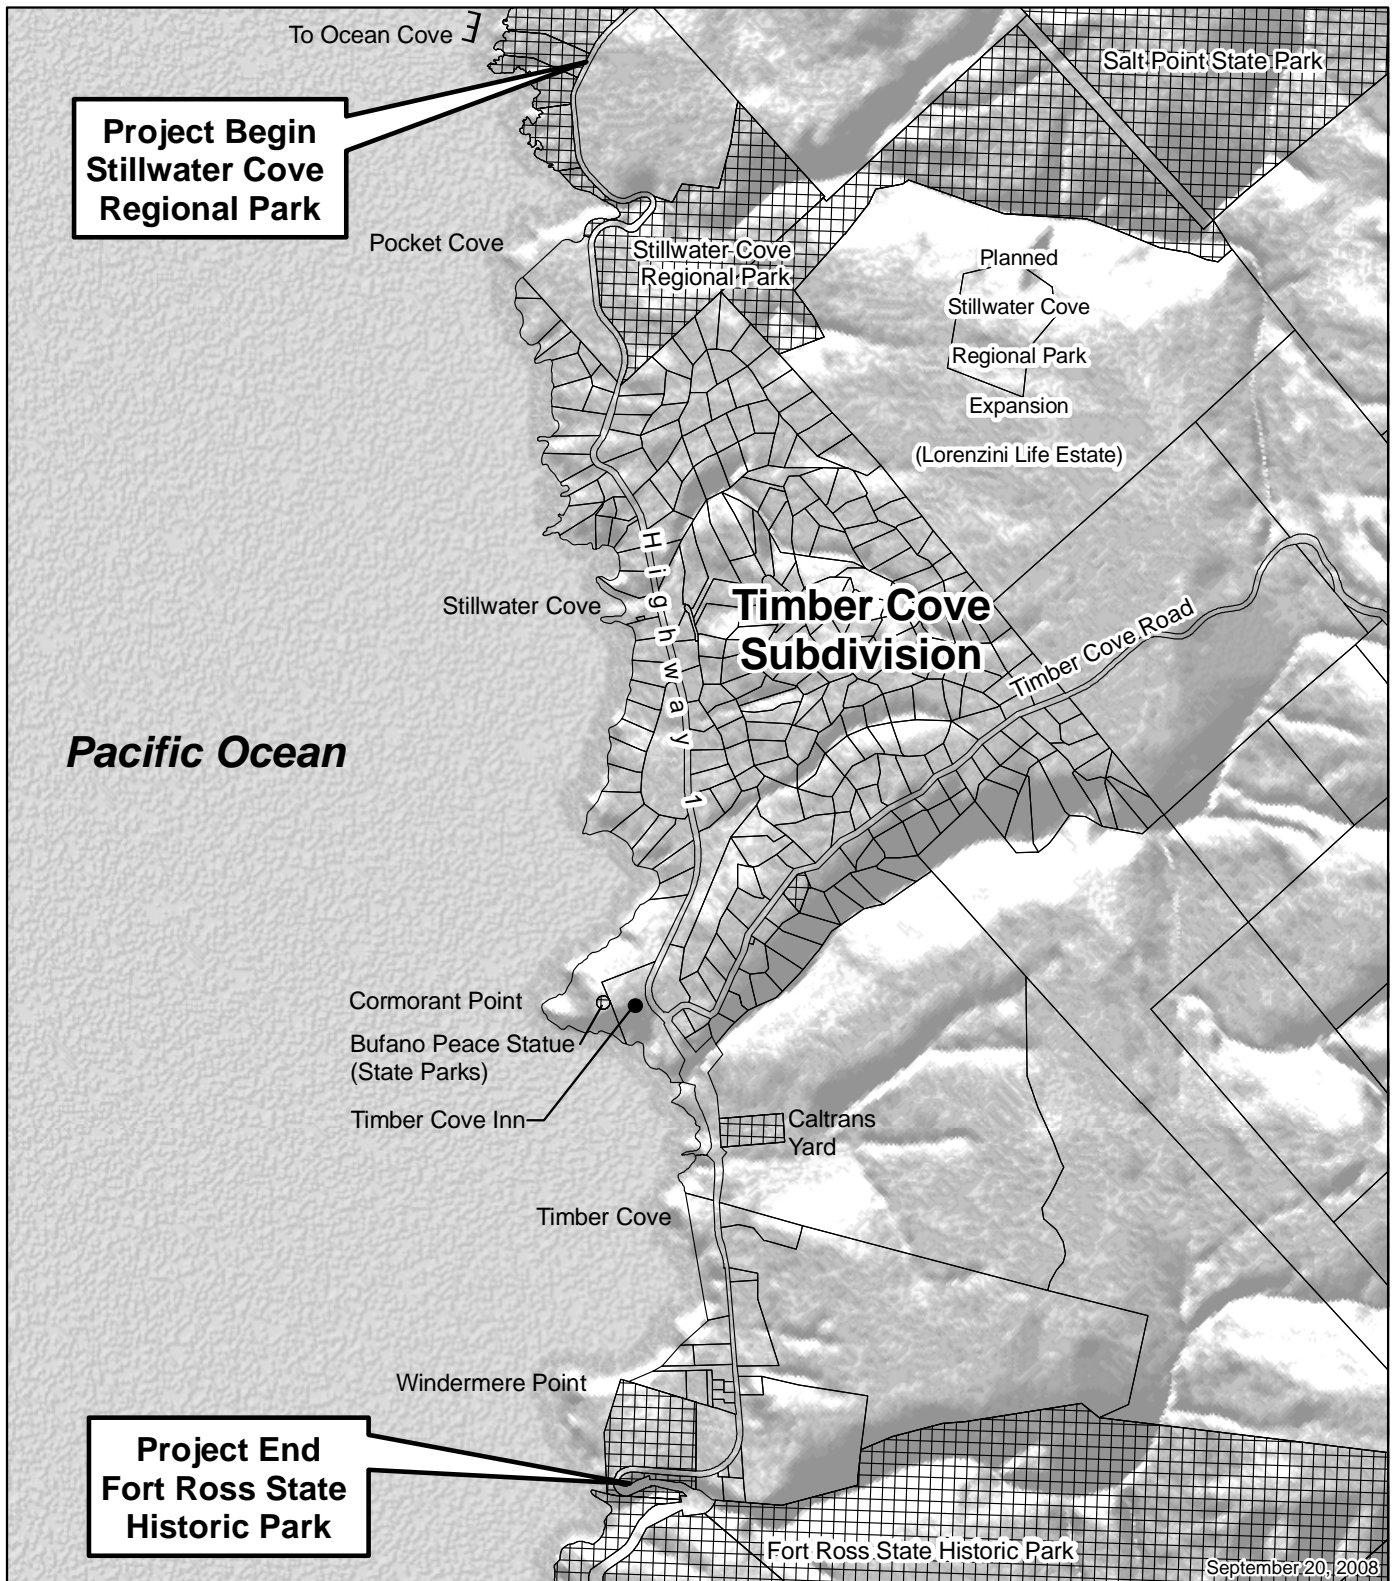 To Ocean Cove
Salt Point State Park
Project Begin
Stillwater Cove
Regional Park
Pocket Cove
Stillwater Cove
Regional Park
Planned
Stillwater Cove
Regional Park
Expansion
(Lorenzini Life Estate)
Highway 1
Stillwater Cove
Timber Cove
Subdivision
Timber Cove Road
Pacific Ocean
Cormorant Point
Bufano Peace Statue
(State Parks)
Timber Cove Inn
Caltrans
Yard
Timber Cove
Windermere Point
Project End
Fort Ross State
Historic Park
Fort Ross State Historic Park
September 20, 2008